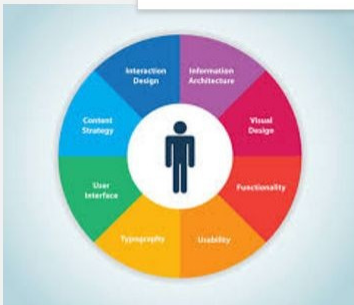 Interaction
Design
Information
Architecture
Visual
Design
Functionality
Usability
Typography
User
Interface
Content
Strategy